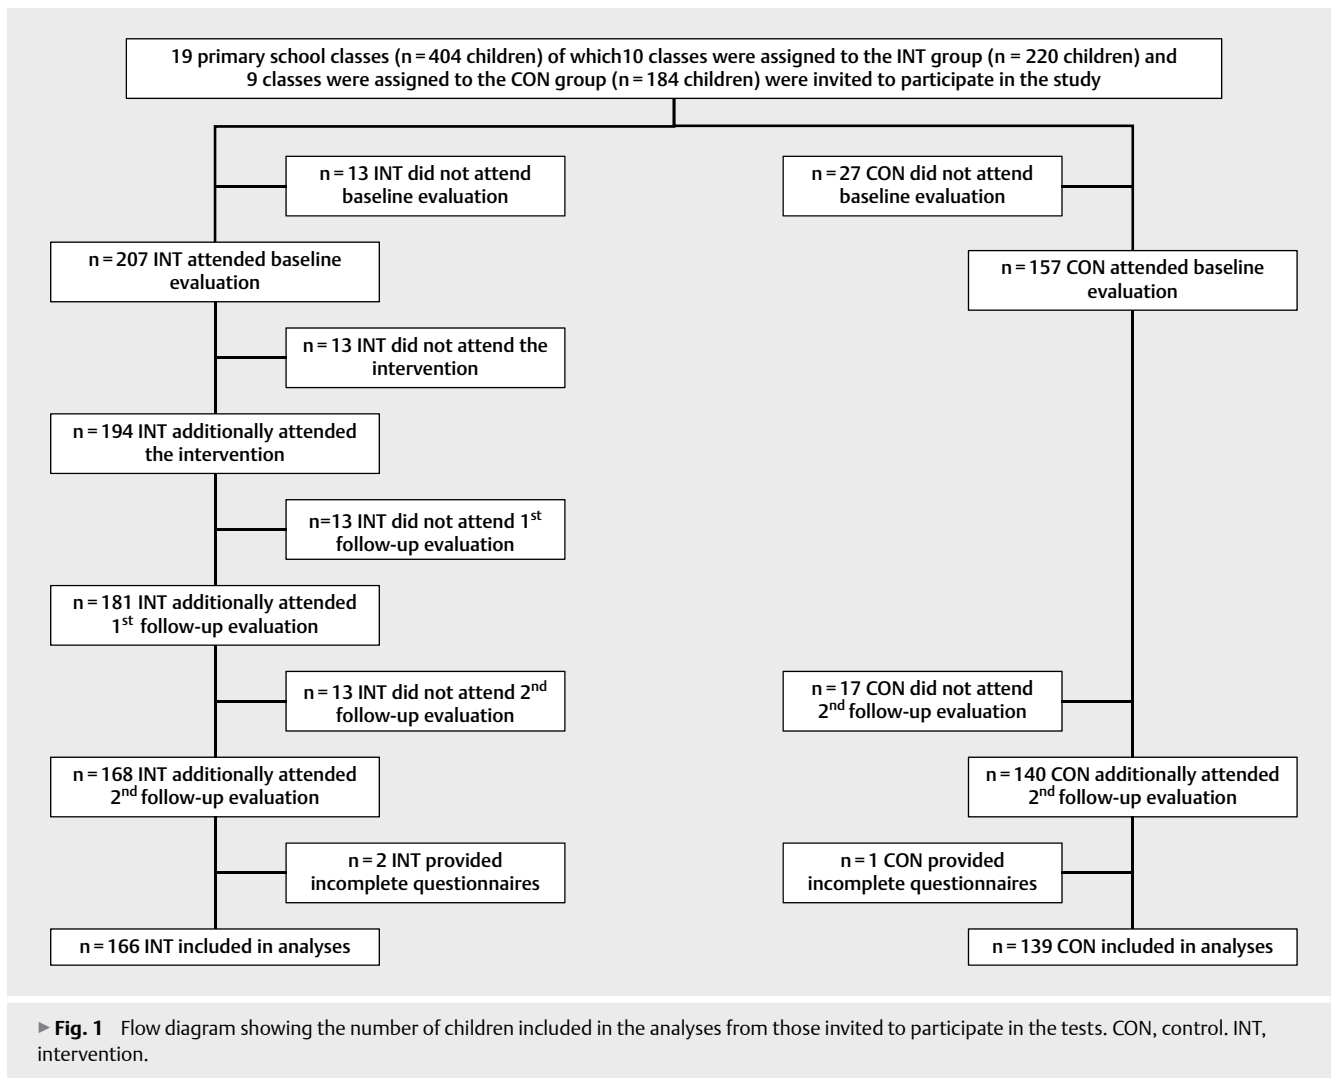 19 primary school classes (n = 404 children) of which10 classes were assigned to the INT group (n = 220 children) and
9 classes were assigned to the CON group (n = 184 children) were invited to participate in the study
n = 13 INT did not attend
baseline evaluation
n = 27 CON did not attend
baseline evaluation
n = 207 INT attended baseline
evaluation
n = 157 CON attended baseline
evaluation
n = 13 INT did not attend the
intervention
n = 194 INT additionally attended
the intervention
n=13 INT did not attend 1st
follow-up evaluation
n = 181 INT additionally attended
1st follow-up evaluation
n = 13 INT did not attend 2nd
follow-up evaluation
n = 17 CON did not attend
2nd follow-up evaluation
n = 168 INT additionally attended
2nd follow-up evaluation
n = 140 CON additionally attended
2nd follow-up evaluation
n = 2 INT provided
incomplete questionnaires
n = 1 CON provided
incomplete questionnaires
n = 166 INT included in analyses
n = 139 CON included in analyses
► Fig. 1 Flow diagram showing the number of children included in the analyses from those invited to participate in the tests. CON, control. INT,
intervention.